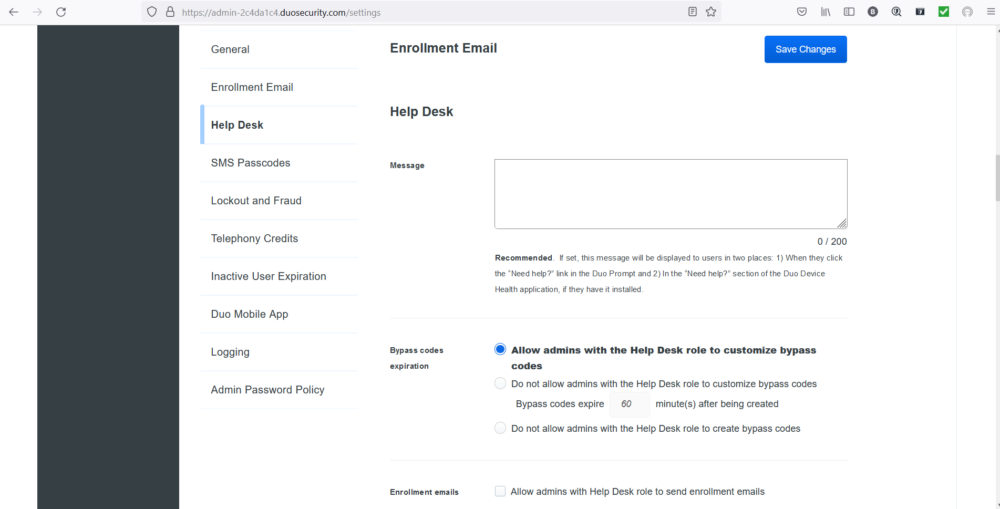 https://admin-2c4da1c4.duosecurity.com/settings
B
General
Enrollment Email
Help Desk
SMS Passcodes
Lockout and Fraud
Telephony Credits
Inactive User Expiration
Duo Mobile App
Logging
Admin Password Policy
Enrollment Email
Save Changes
Help Desk
Message
0 / 200
Recommended.  If set, this message will be displayed to users in two places: 1) When they click
the “Need help?” link in the Duo Prompt and 2) In the “Need help?” section of the Duo Device
Health application, if they have it installed.
Bypass codes
expiration
Allow admins with the Help Desk role to customize bypass
codes
Do not allow admins with the Help Desk role to customize bypass codes
Bypass codes expire 60 minute(s) after being created
Do not allow admins with the Help Desk role to create bypass codes
Enrollment emails
Allow admins with Help Desk role to send enrollment emails